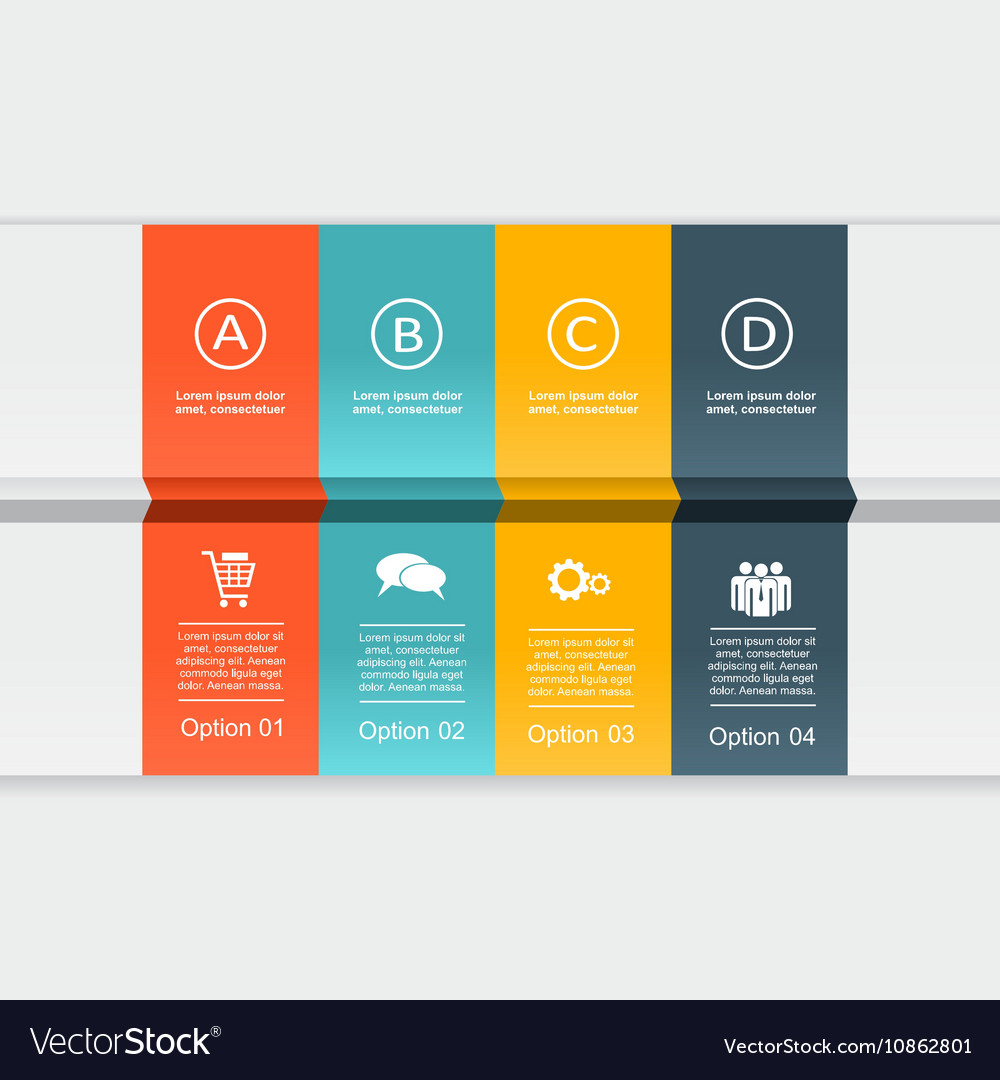 A
Lorem ipsum dolor
amet, consectetuer
B
Lorem ipsum dolor
amet, consectetuer
C
Lorem ipsum dolor
amet, consectetuer
D
Lorem ipsum dolor
amet, consectetuer
Lorem ipsum dolor sit
amet, consectetuer
adipiscing elit. Aenean
commodo ligula eget
dolor. Aenean massa.
Option 01
Lorem ipsum dolor sit
amet, consectetuer
adipiscing elit. Aenean
commodo ligula eget
dolor. Aenean massa.
Option 02
Lorem ipsum dolor sit
amet, consectetuer
adipiscing elit. Aenean
commodo ligula eget
dolor. Aenean massa.
Option 03
Lorem ipsum dolor sit
amet, consectetuer
adipiscing elit. Aenean
commodo ligula eget
dolor. Aenean massa.
Option 04
VectorStock®
VectorStock.com/10862801